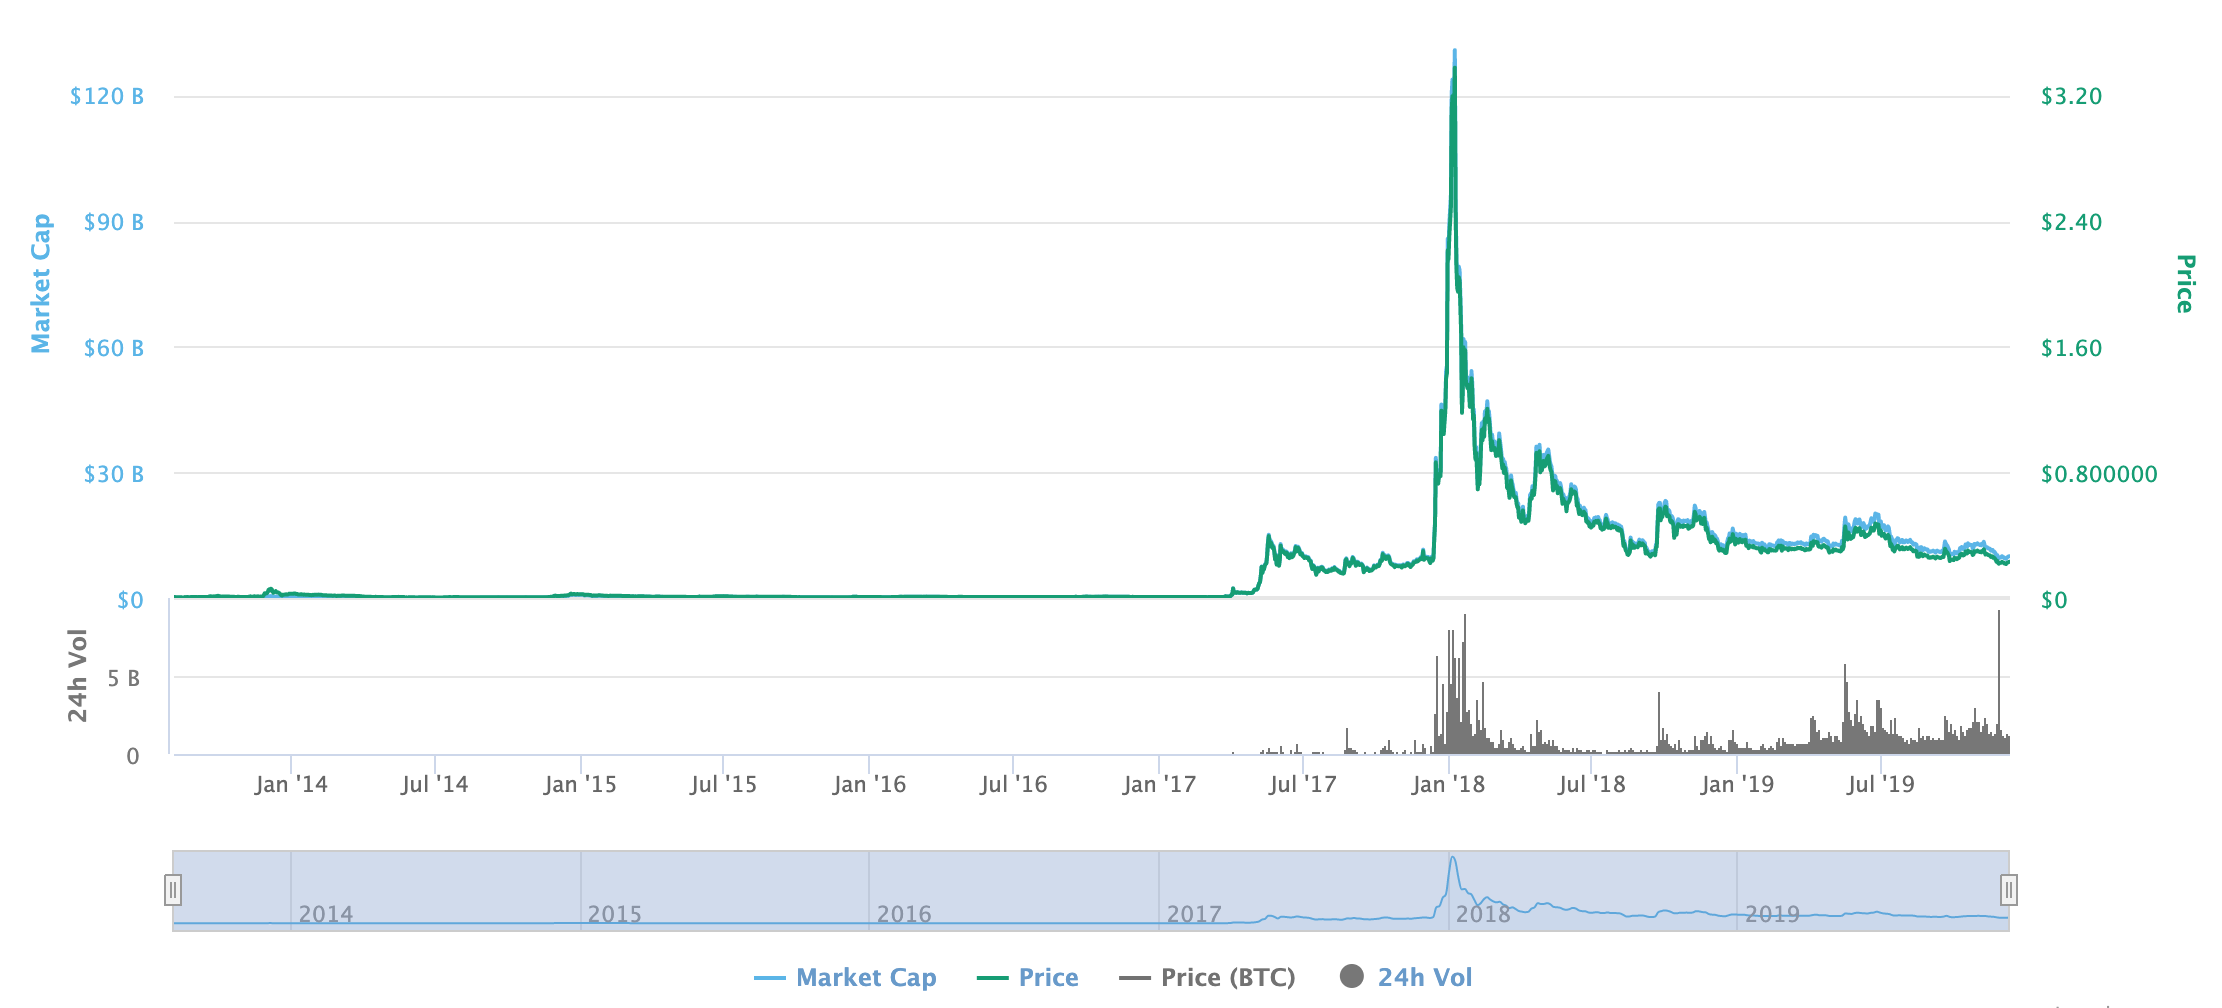 $120 B
$3.20
$90 B
$2.40
Market Cap
Price
$60 B
$1.60
$30 B
$0.800000
$0
$0
24h Vol
5 B
0
Jan '14 Jul '14 Jan '15 Jul '15 Jan '16 Jul '16 Jan '17 Jul '17 Jan '18 Jul '18 Jan '19 Jul '19
2014 2015 2016 2017 2018 2019
Market Cap Price Price (BTC) 24h Vol